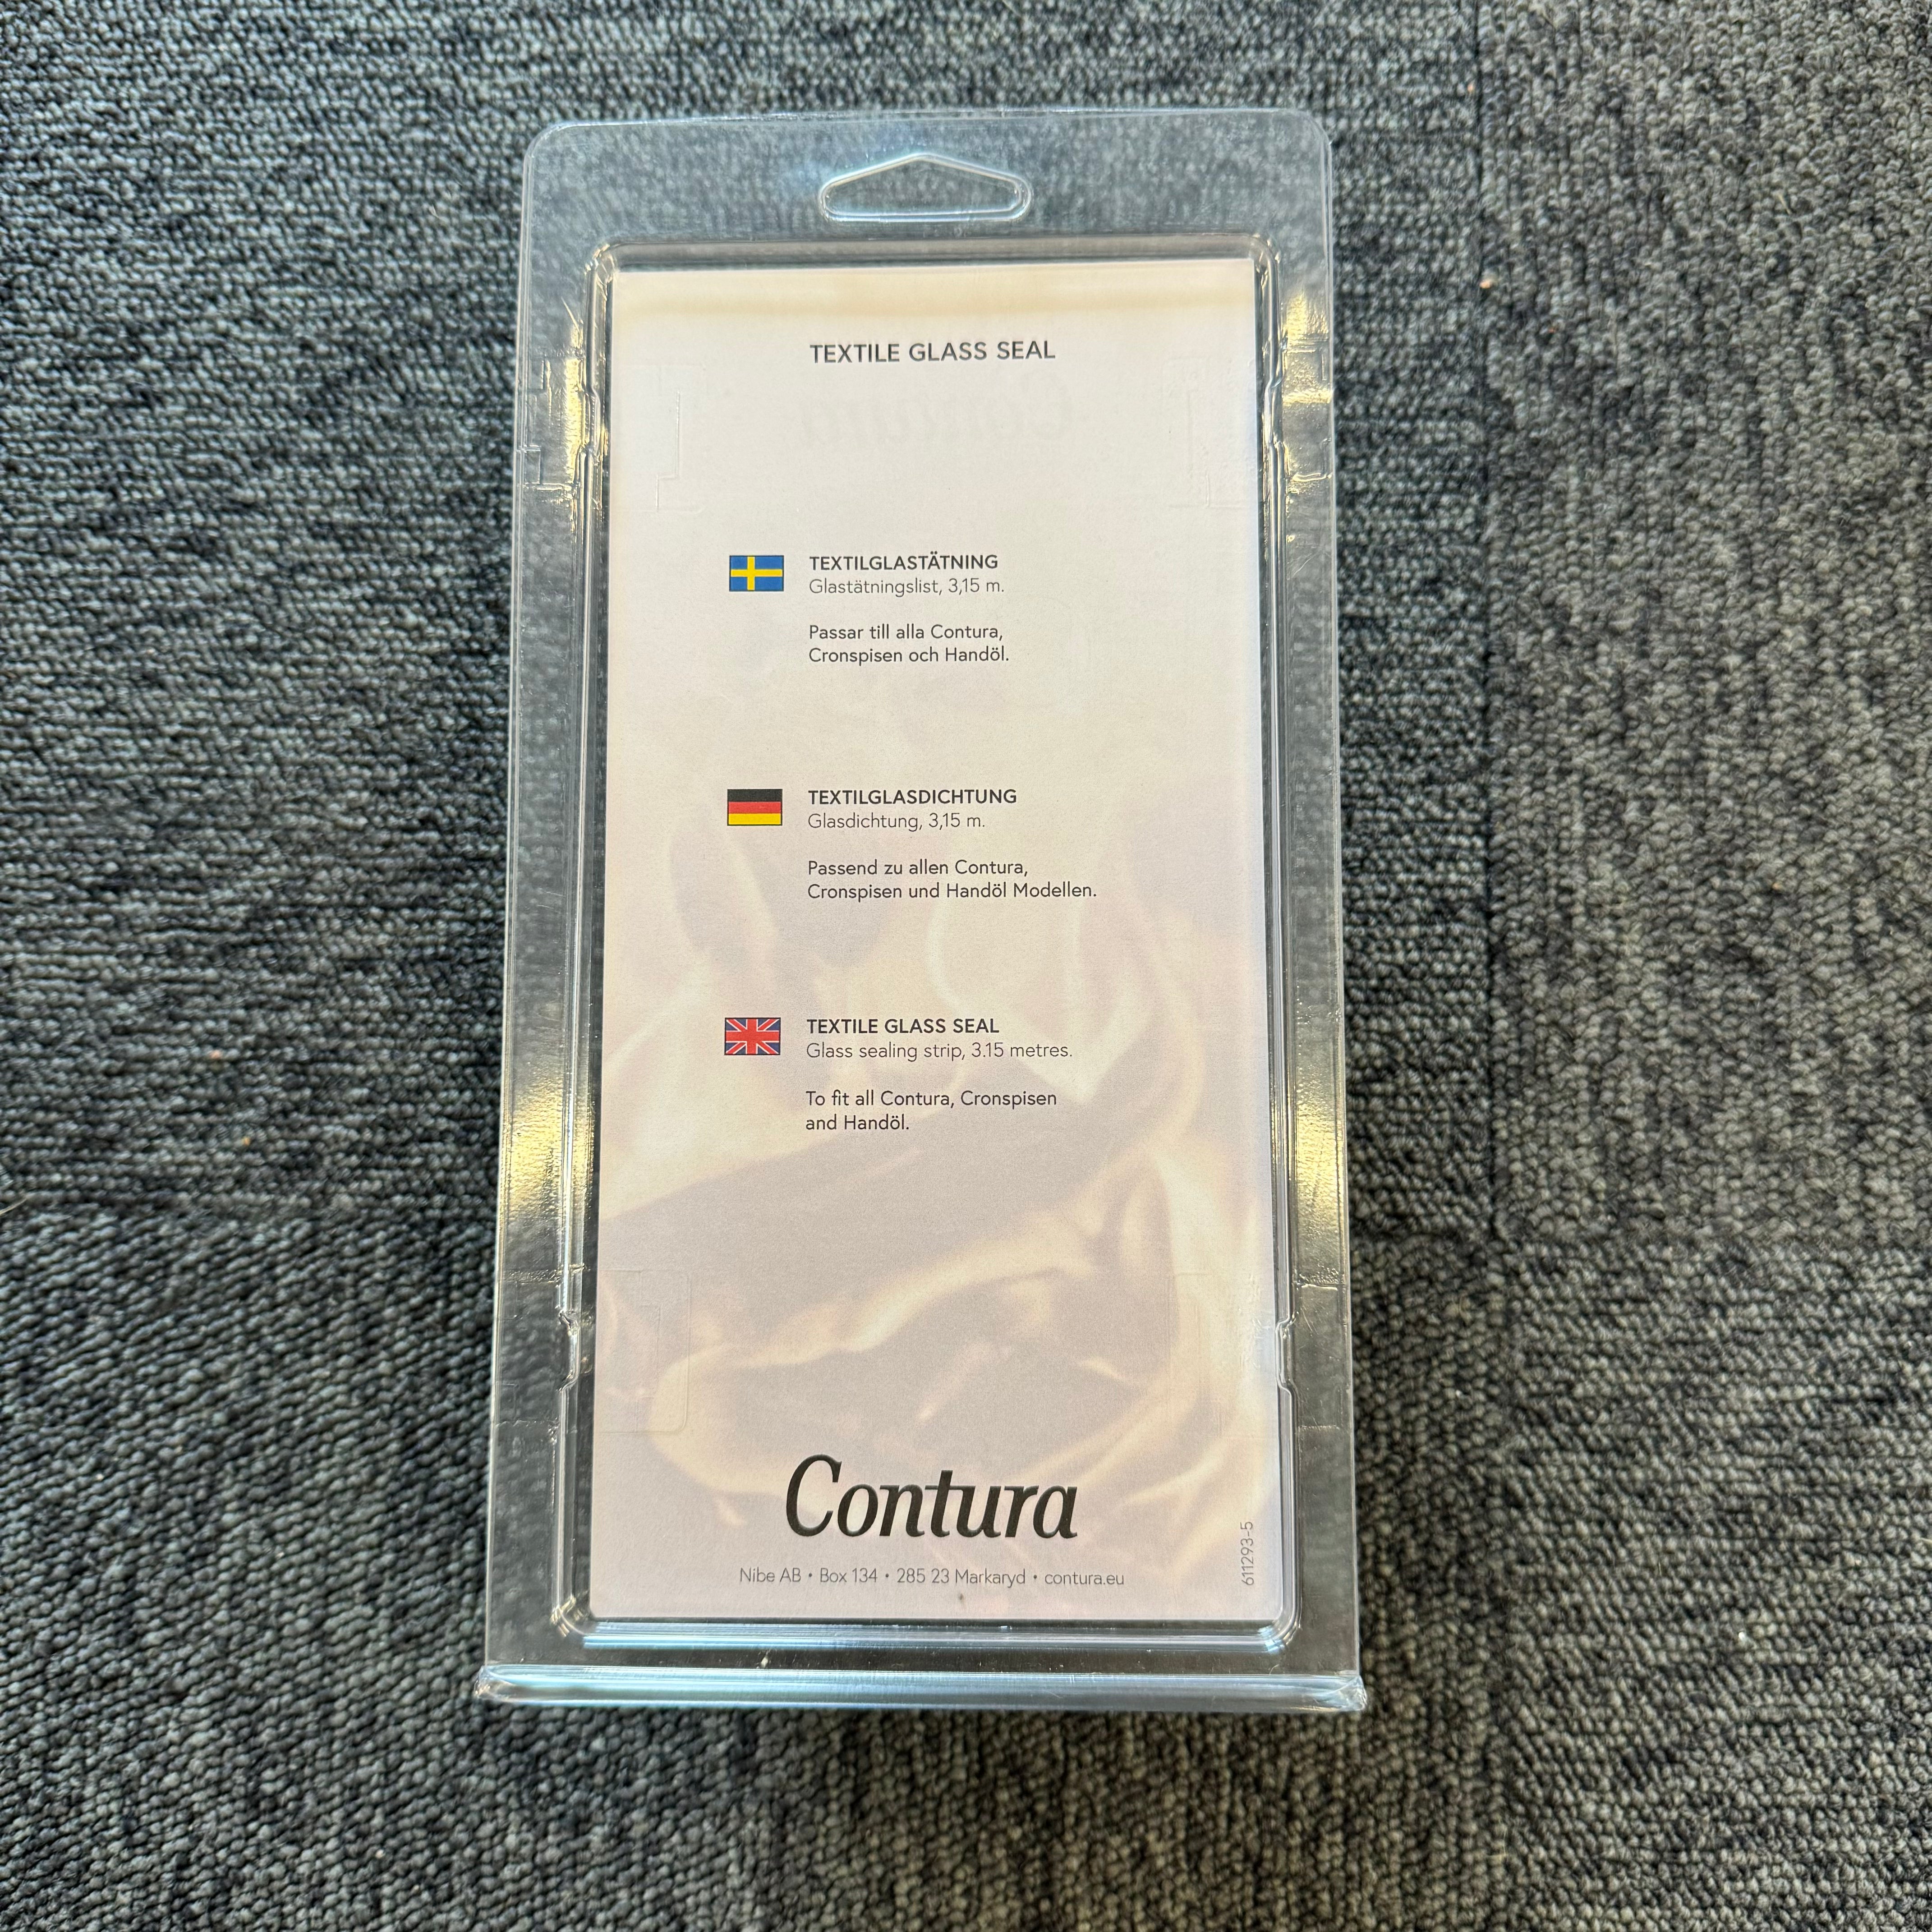 TEXTILE GLASS SEAL
TEXTILGLASTÄTNING
Glastätningslist, 3,15 m.
Passar till alla Contura,
Cronspisen och Handöl.
TEXTILGLASDICHTUNG
Glasdichtung, 3,15 m.
Passend zu allen Contura,
Cronspisen und Handöl Modellen.
TEXTILE GLASS SEAL
Glass sealing strip, 3.15 metres.
To fit all Contura, Cronspisen
and Handöl.
Contura
Nibe AB • Box 134 • 285 23 Markaryd • contura.eu
611293-5